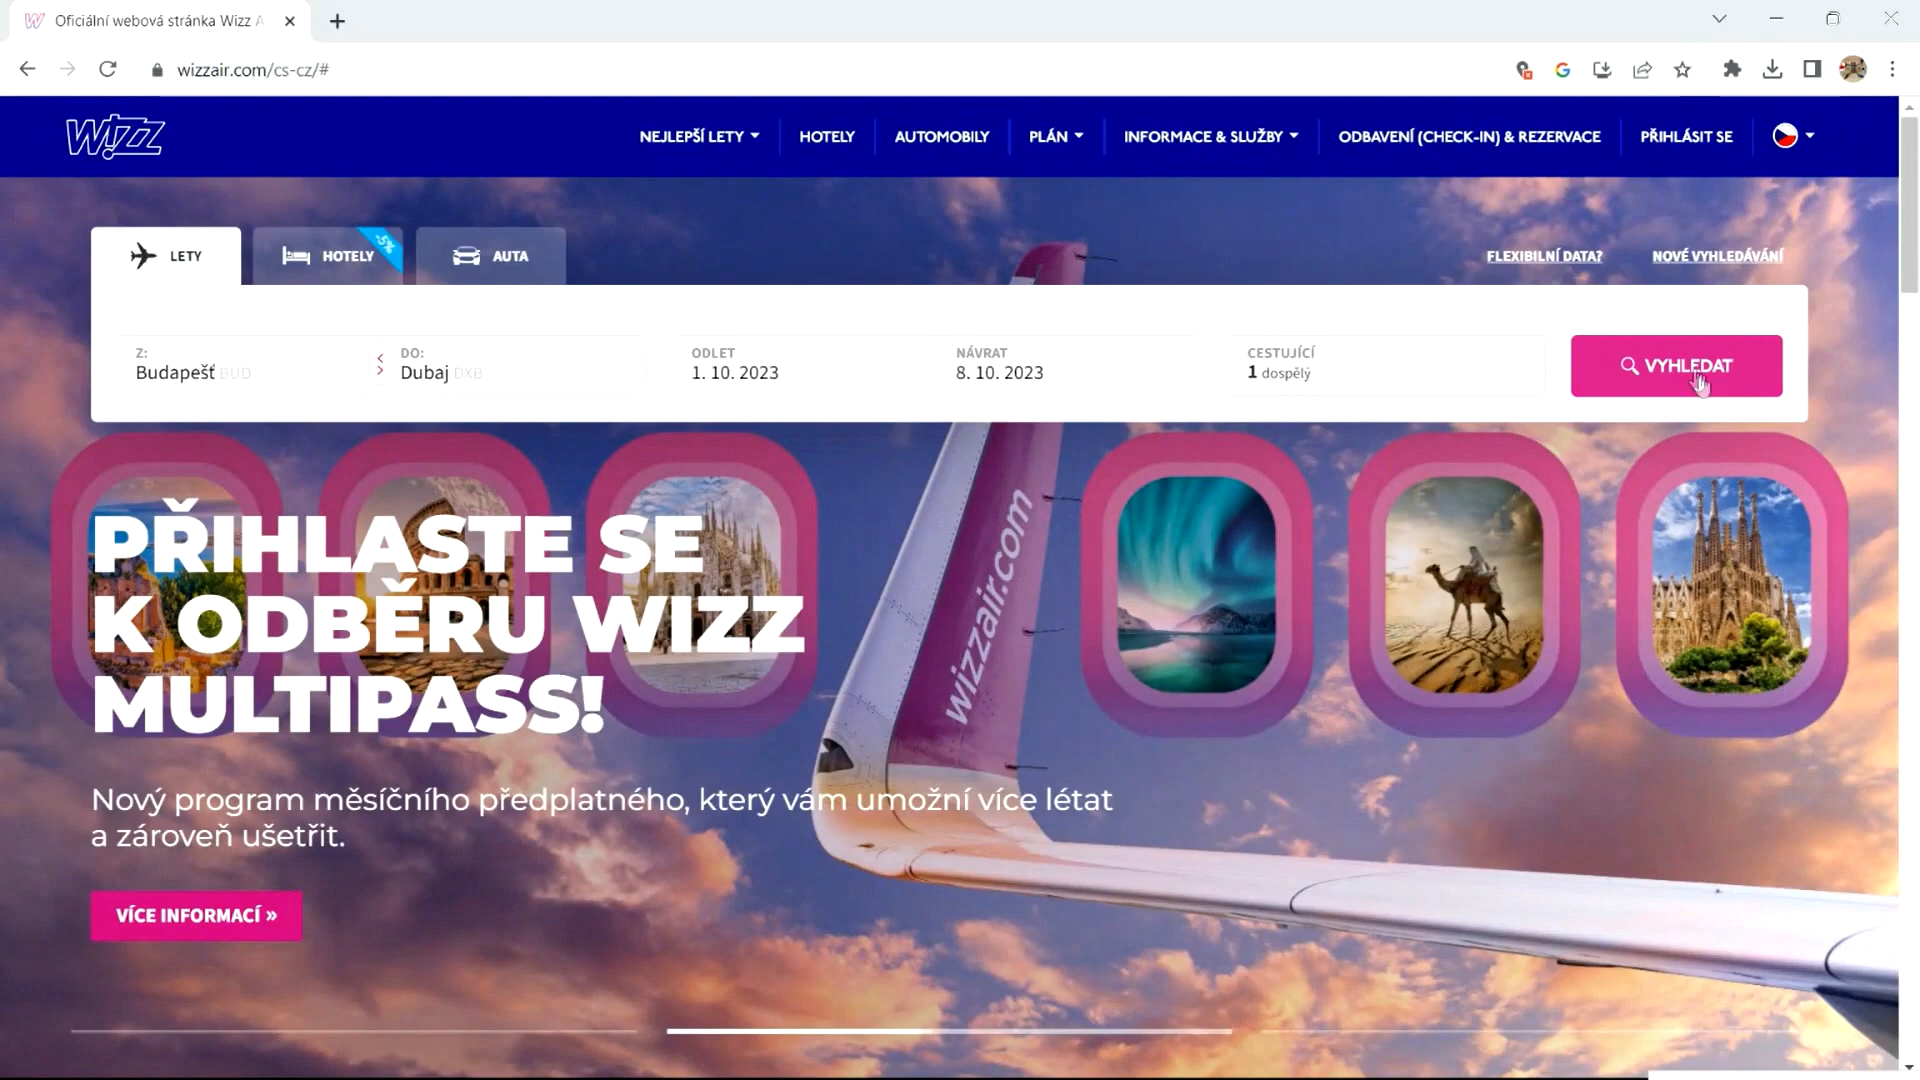 Oficiální webová stránka Wizz A
wizzair.com/cs-cz/#
WIZZ
NEJLEPŠÍ LETY
HOTELY
AUTOMOBILY
PLÁN
INFORMACE & SLUŽBY
ODBAVENÍ (CHECK-IN) & REZERVACE
PŘIHLÁSIT SE
LETY
HOTELY
-5%
AUTA
FLEXIBILNÍ DATA?
NOVÉ VYHLEDÁVÁNÍ
Z:
Budapešť BUD
DO:
Dubaj DXB
ODLET
1. 10. 2023
NÁVRAT
8. 10. 2023
CESTUJÍCÍ
1 dospělý
VYHLEDAT
PŘIHLASTE SE
K ODBĚRU WIZZ
MULTIPASS!
wizzair.com
Nový program měsíčního předplatného, který vám umožní více létat
a zároveň ušetřit.
VÍCE INFORMACÍ »